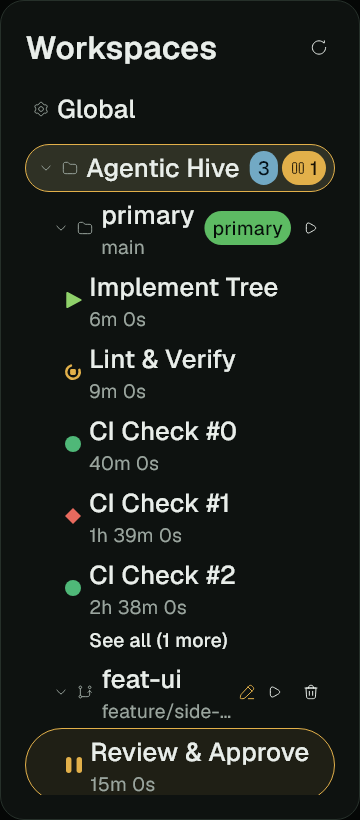 Workspaces
Global
Agentic Hive 3 1
primary primary
main
Implement Tree
6m 0s
Lint & Verify
9m 0s
CI Check #0
40m 0s
CI Check #1
1h 39m 0s
CI Check #2
2h 38m 0s
See all (1 more)
feat-ui
feature/side-…
Review & Approve
15m 0s